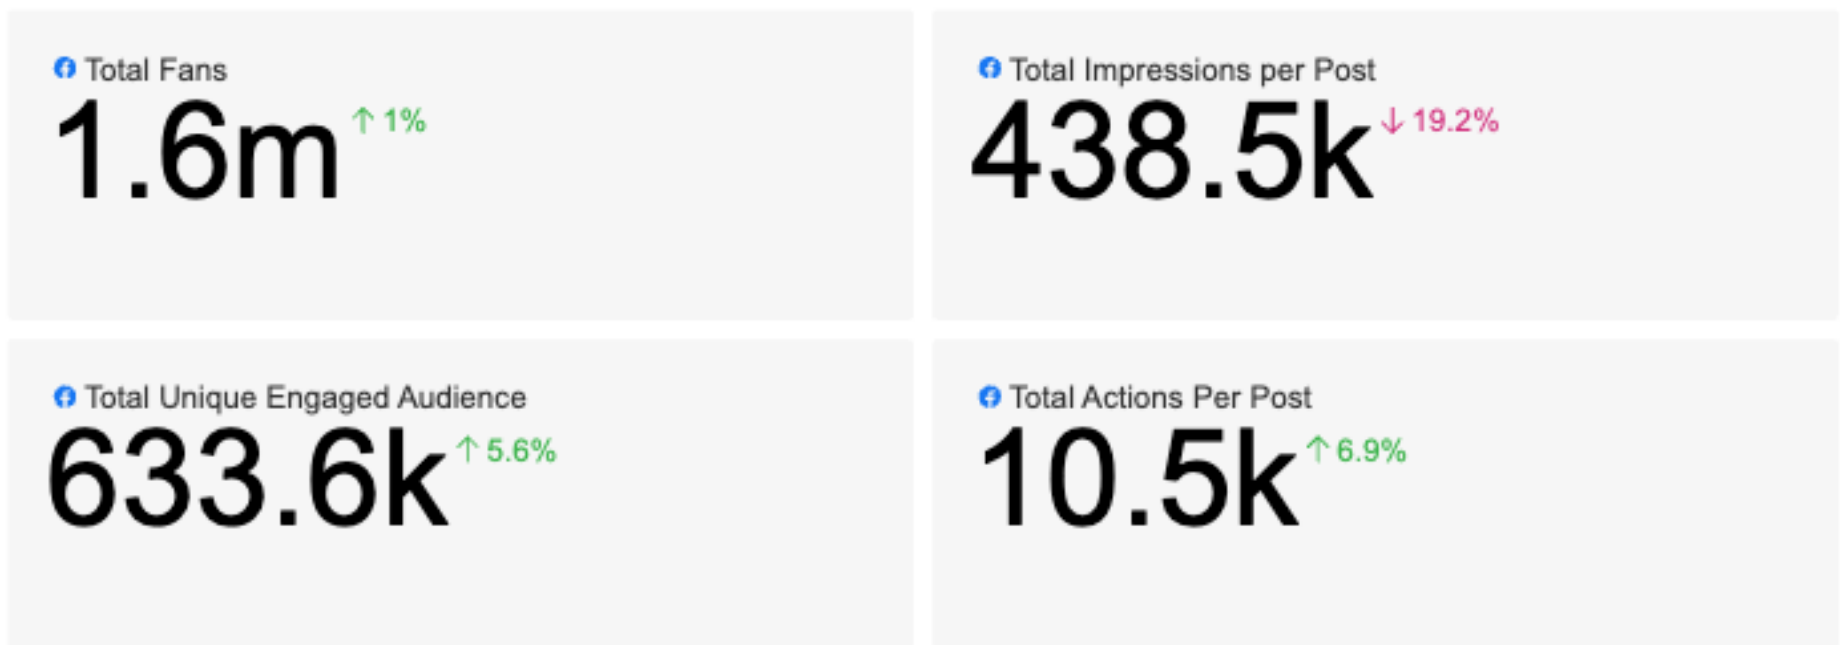 Total Fans
1.6m ↑ 1%
Total Impressions per Post
438.5k ↓ 19.2%
Total Unique Engaged Audience
633.6k ↑ 5.6%
Total Actions Per Post
10.5k ↑ 6.9%